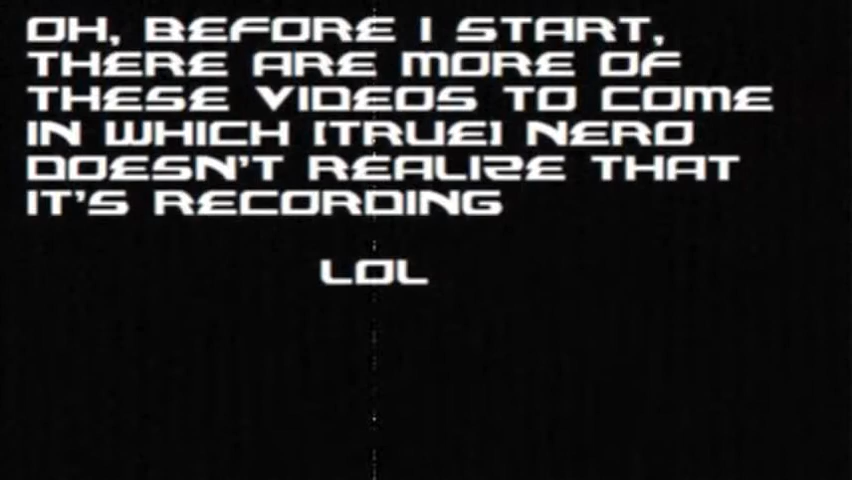 OH, BEFORE I START,
THERE ARE MORE OF
THESE VIDEOS TO COME
IN WHICH [TRUE] NERD
DOESN'T REALIZE THAT
IT'S RECORDING
LOL